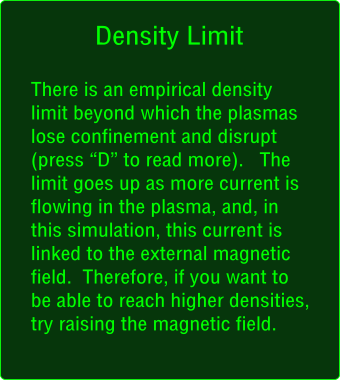 Density Limit
There is an empirical density
limit beyond which the plasmas
lose confinement and disrupt
(press “D” to read more).   The
limit goes up as more current is
flowing in the plasma, and, in
this simulation, this current is
linked to the external magnetic
field.  Therefore, if you want to
be able to reach higher densities,
try raising the magnetic field.